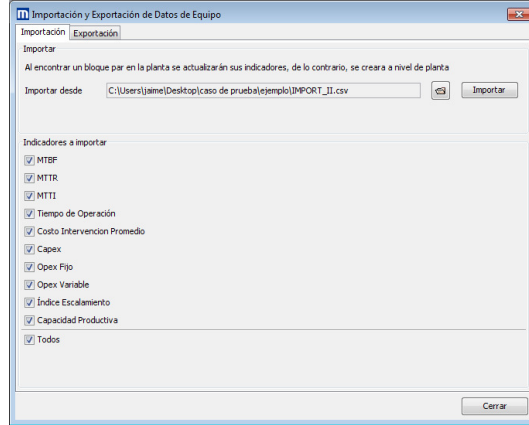 Importación y Exportación de Datos de Equipo
Importación Exportación
Importar
Al encontrar un bloque par en la planta se actualizarán sus indicadores, de lo contrario, se creara a nivel de planta
Importar desde C:\Users\jaime\Desktop\caso de prueba\ejemplo\IMPORT_II.csv Importar
Indicadores a importar
MTBF
MTTR
MTTI
Tiempo de Operación
Costo Intervencion Promedio
Capex
Opex Fijo
Opex Variable
Índice Escalamiento
Capacidad Productiva
Todos
Cerrar